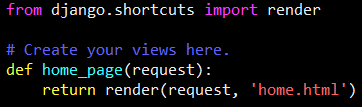 from django.shortcuts import render

# Create your views here.
def home_page(request):
    return render(request, 'home.html')